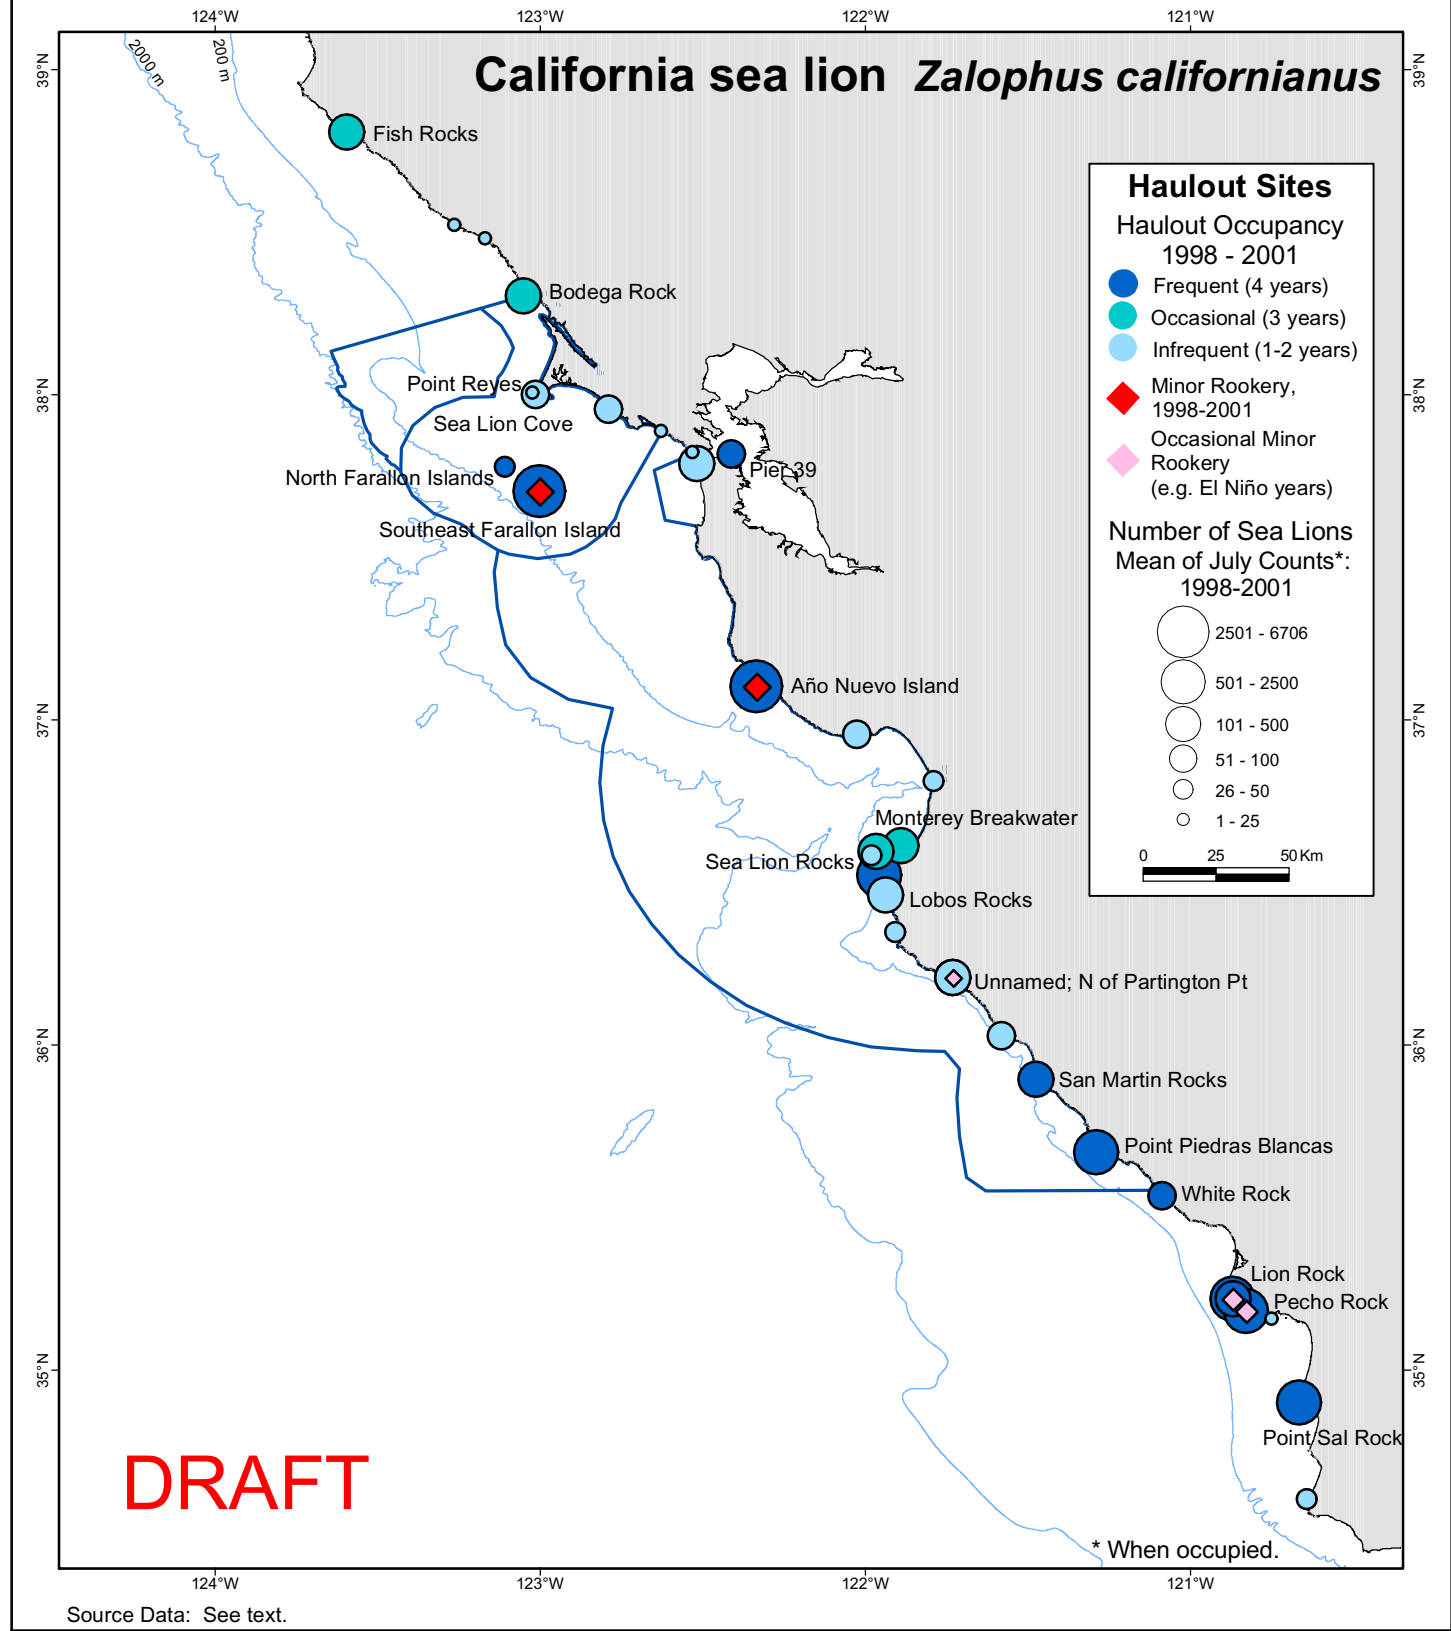 124°W 123°W 122°W 121°W
39°N 39°N
2000 m 200 m
California sea lion Zalophus californianus
Fish Rocks
Bodega Rock
38°N 38°N
Point Reyes
Sea Lion Cove
North Farallon Islands
Pier 39
Southeast Farallon Island
Año Nuevo Island
37°N 37°N
Monterey Breakwater
Sea Lion Rocks
Lobos Rocks
Unnamed; N of Partington Pt
36°N 36°N
San Martin Rocks
Point Piedras Blancas
White Rock
Lion Rock
Pecho Rock
35°N 35°N
Point Sal Rock
Haulout Sites
Haulout Occupancy
1998 - 2001
Frequent (4 years)
Occasional (3 years)
Infrequent (1-2 years)
Minor Rookery,
1998-2001
Occasional Minor
Rookery
(e.g. El Niño years)
Number of Sea Lions
Mean of July Counts*:
1998-2001
2501 - 6706
501 - 2500
101 - 500
51 - 100
26 - 50
1 - 25
0 25 50 Km
DRAFT
* When occupied.
124°W 123°W 122°W 121°W
Source Data: See text.